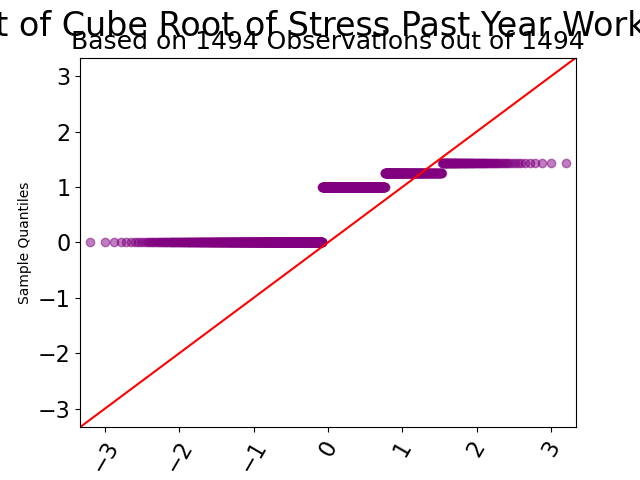 t of Cube Root of Stress Past Year Work
Based on 1494 Observations out of 1494
3
2
1
0
−1
−2
−3
Sample Quantiles
−3 −2 −1 0 1 2 3